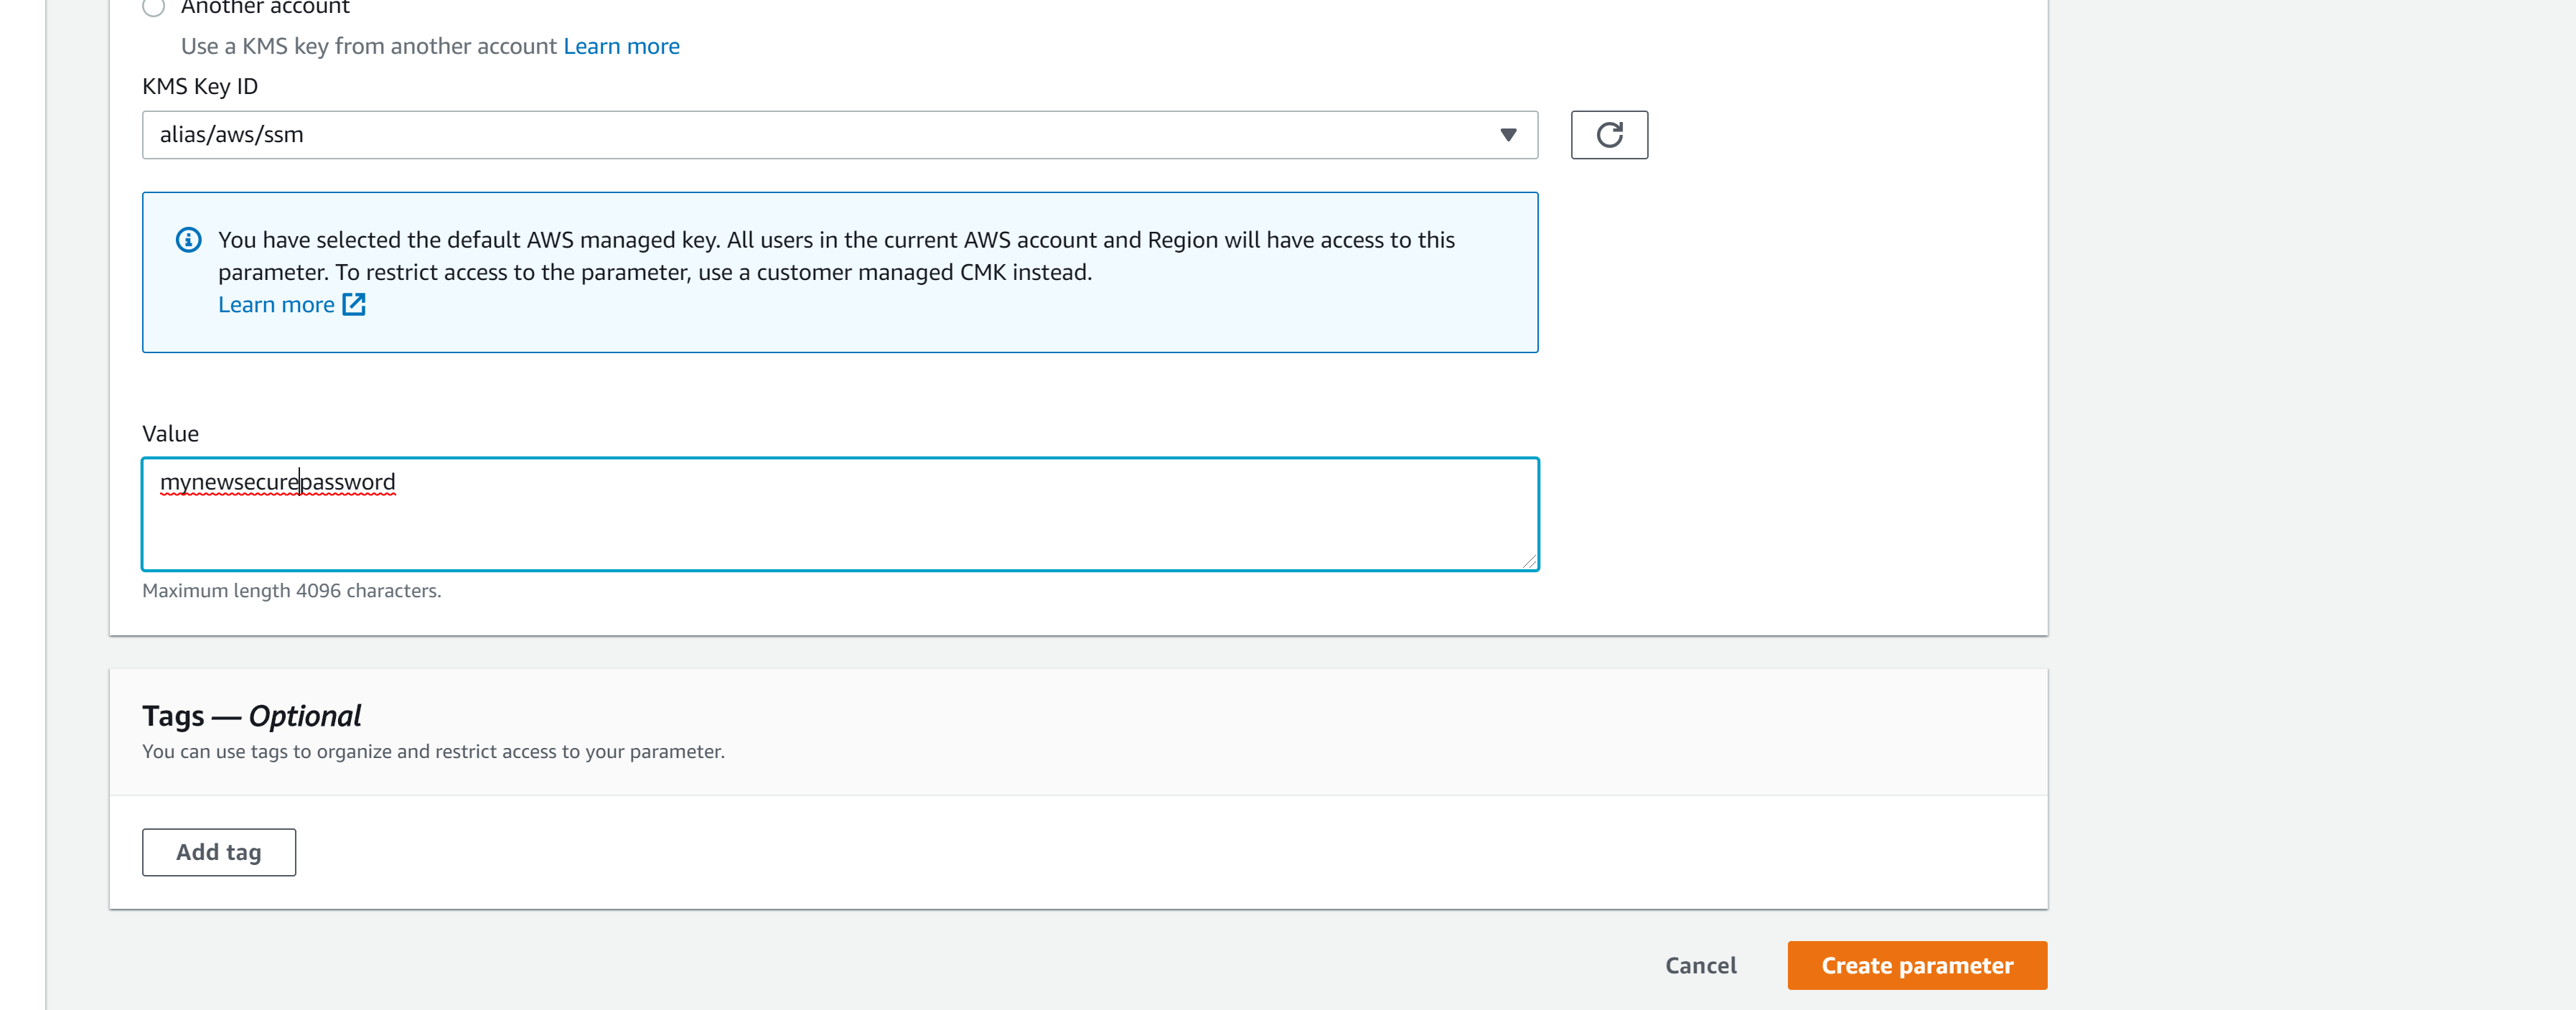 Another account
Use a KMS key from another account Learn more
KMS Key ID
alias/aws/ssm
You have selected the default AWS managed key. All users in the current AWS account and Region will have access to this
parameter. To restrict access to the parameter, use a customer managed CMK instead.
Learn more
Value
mynewsecurepassword
Maximum length 4096 characters.
Tags — Optional
You can use tags to organize and restrict access to your parameter.
Add tag
Cancel
Create parameter